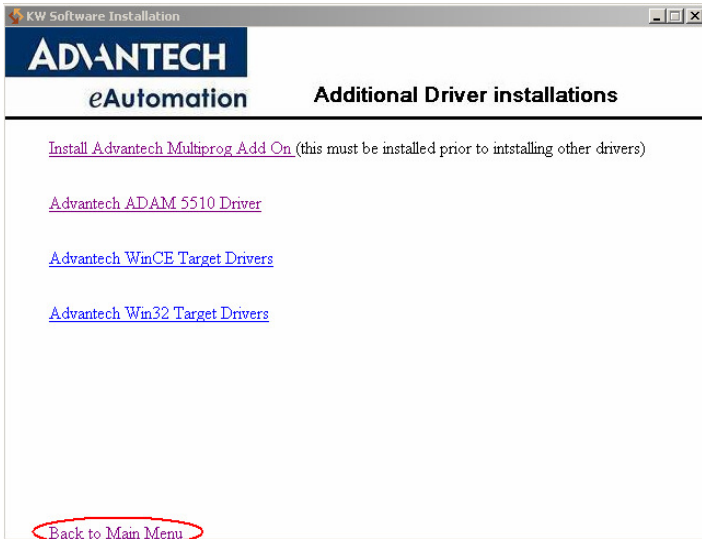 KW Software Installation
ADVANTECH
eAutomation
Additional Driver installations
Install Advantech Multiprog Add On (this must be installed prior to intstalling other drivers)
Advantech ADAM 5510 Driver
Advantech WinCE Target Drivers
Advantech Win32 Target Drivers
Back to Main Menu